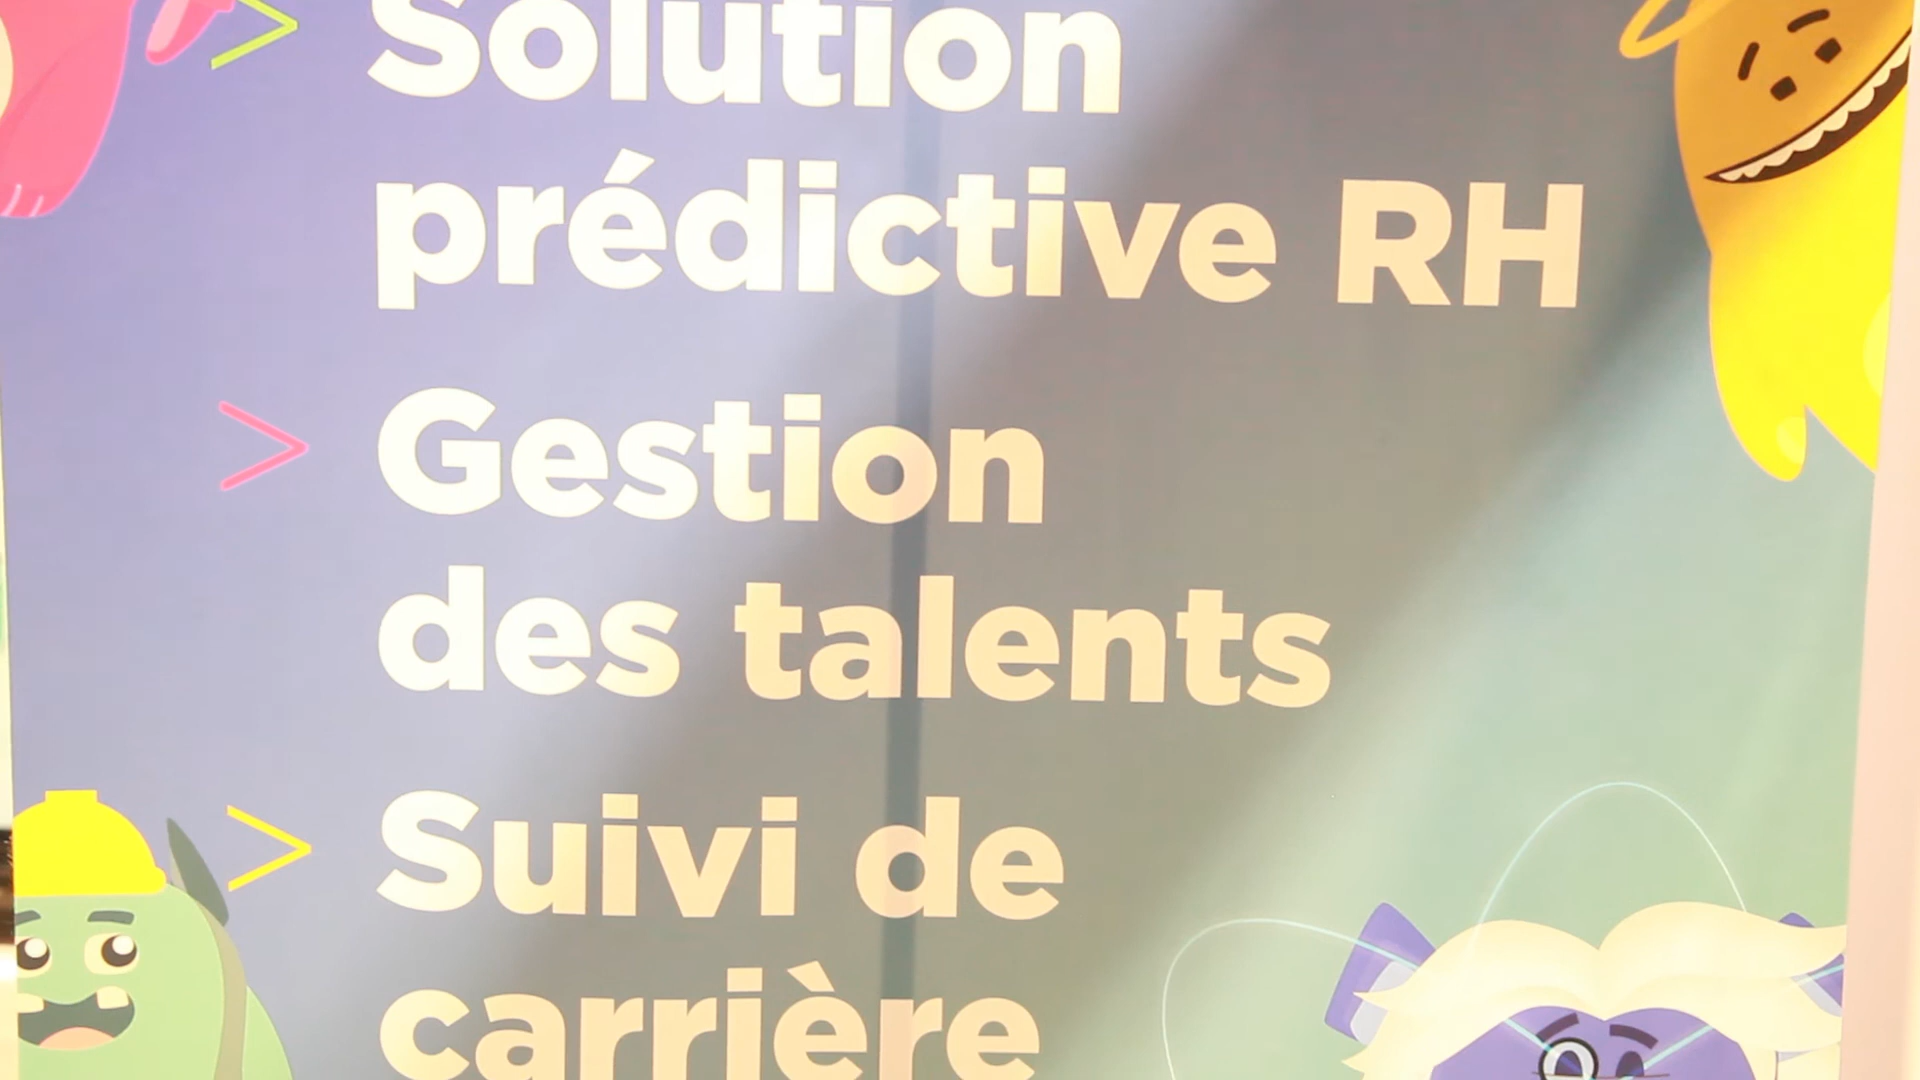 > Solution
prédictive RH
> Gestion
des talents
> Suivi de
carrière